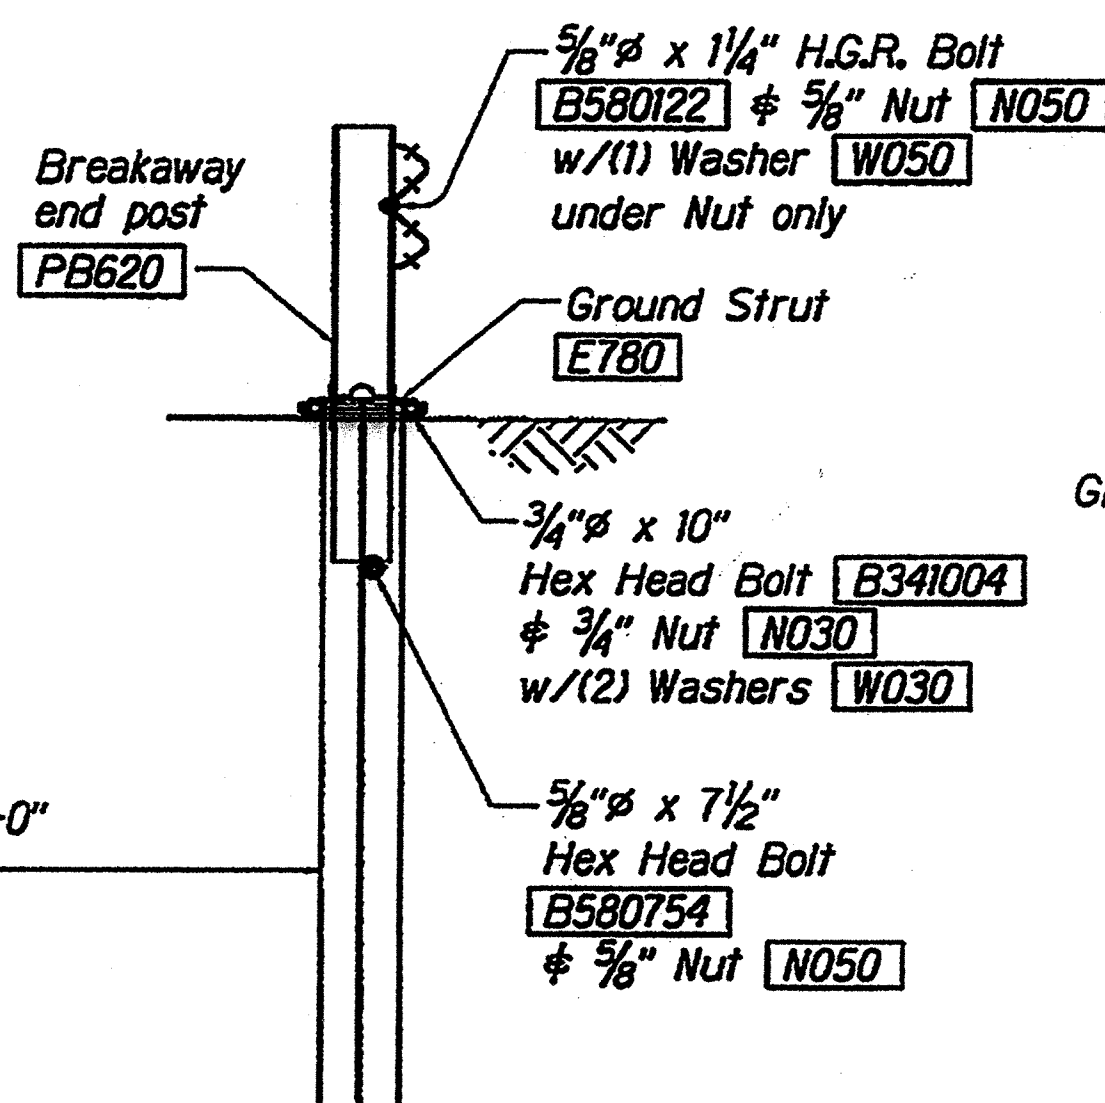 5/8"ø x 1 1/4" H.G.R. Bolt
B580122 & 5/8" Nut N050
w/(1) Washer W050
under Nut only
Breakaway
end post
PB620
Ground Strut
E780
3/4"ø x 10"
Hex Head Bolt B341004
& 3/4" Nut N030
w/(2) Washers W030
5/8"ø x 7 1/2"
Hex Head Bolt
B580754
& 5/8" Nut N050
-0"